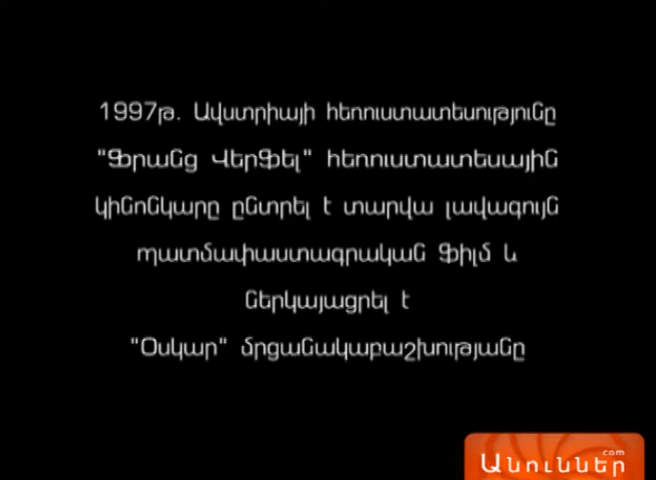 1997թ. Ավստրիայի հեռուստատեսությունը
"Ֆրանց Վերֆել" հեռուստատեսային
կինոնկարը ընտրել է տարվա լավագույն
պատմափաստագրական ֆիլմ և
ներկայացրել է
"Օսկար" մրցանակաբաշխությանը
.com
Անուններ